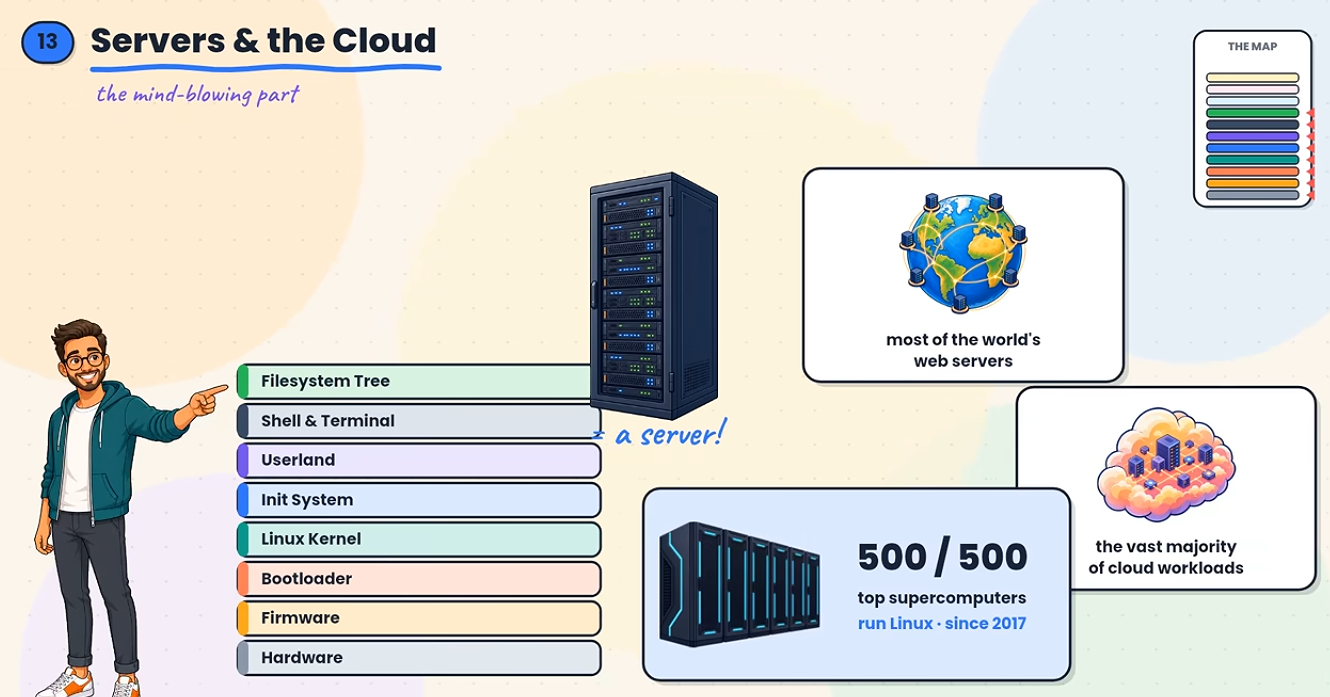 13
Servers & the Cloud
the mind-blowing part
THE MAP
Filesystem Tree
Shell & Terminal
Userland
Init System
Linux Kernel
Bootloader
Firmware
Hardware
= a server!
most of the world's
web servers
the vast majority
of cloud workloads
500 / 500
top supercomputers
run Linux · since 2017